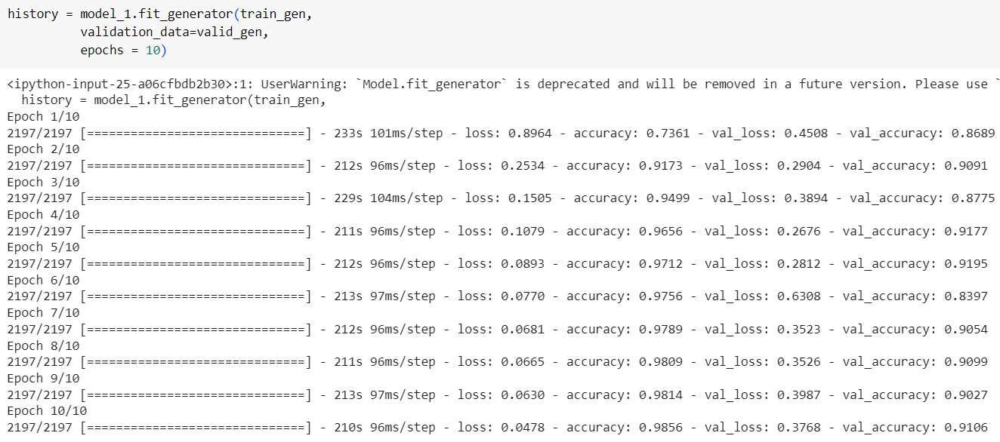 history = model_1.fit_generator(train_gen,
          validation_data=valid_gen,
          epochs = 10)
<ipython-input-25-a06cfbdb2b30>:1: UserWarning: `Model.fit_generator` is deprecated and will be removed in a future version. Please use `
  history = model_1.fit_generator(train_gen,
Epoch 1/10
2197/2197 [==============================] - 233s 101ms/step - loss: 0.8964 - accuracy: 0.7361 - val_loss: 0.4508 - val_accuracy: 0.8689
Epoch 2/10
2197/2197 [==============================] - 212s 96ms/step - loss: 0.2534 - accuracy: 0.9173 - val_loss: 0.2904 - val_accuracy: 0.9091
Epoch 3/10
2197/2197 [==============================] - 229s 104ms/step - loss: 0.1505 - accuracy: 0.9499 - val_loss: 0.3894 - val_accuracy: 0.8775
Epoch 4/10
2197/2197 [==============================] - 211s 96ms/step - loss: 0.1079 - accuracy: 0.9656 - val_loss: 0.2676 - val_accuracy: 0.9177
Epoch 5/10
2197/2197 [==============================] - 212s 96ms/step - loss: 0.0893 - accuracy: 0.9712 - val_loss: 0.2812 - val_accuracy: 0.9195
Epoch 6/10
2197/2197 [==============================] - 213s 97ms/step - loss: 0.0770 - accuracy: 0.9756 - val_loss: 0.6308 - val_accuracy: 0.8397
Epoch 7/10
2197/2197 [==============================] - 212s 96ms/step - loss: 0.0681 - accuracy: 0.9789 - val_loss: 0.3523 - val_accuracy: 0.9054
Epoch 8/10
2197/2197 [==============================] - 211s 96ms/step - loss: 0.0665 - accuracy: 0.9809 - val_loss: 0.3526 - val_accuracy: 0.9099
Epoch 9/10
2197/2197 [==============================] - 213s 97ms/step - loss: 0.0630 - accuracy: 0.9814 - val_loss: 0.3987 - val_accuracy: 0.9027
Epoch 10/10
2197/2197 [==============================] - 210s 96ms/step - loss: 0.0478 - accuracy: 0.9856 - val_loss: 0.3768 - val_accuracy: 0.9106